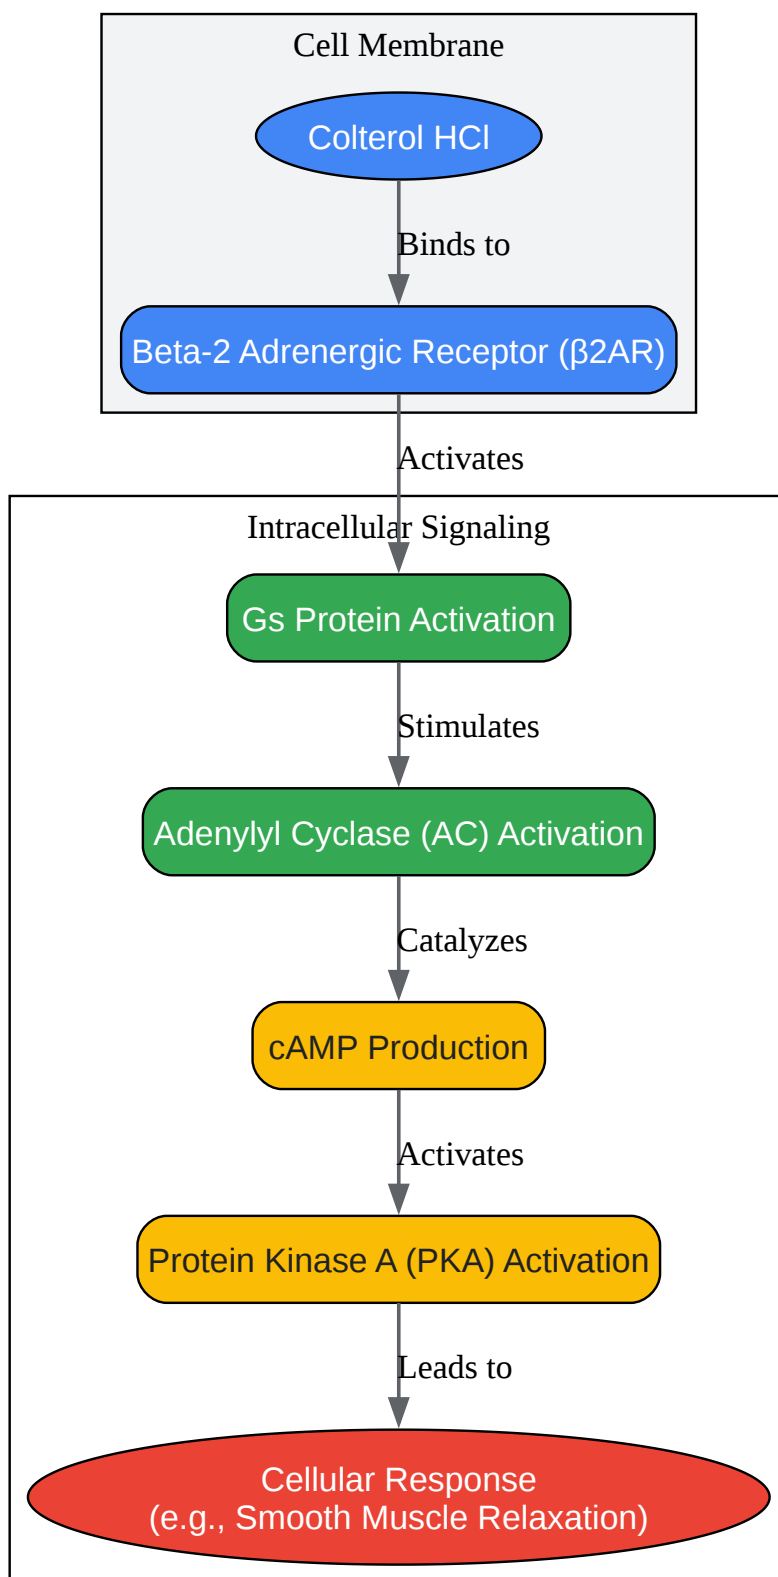 Cell Membrane
Colterol HCl
Binds to
Beta-2 Adrenergic Receptor (β2AR)
Activates
Intracellular Signaling
Gs Protein Activation
Stimulates
Adenylyl Cyclase (AC) Activation
Catalyzes
cAMP Production
Activates
Protein Kinase A (PKA) Activation
Leads to
Cellular Response
(e.g., Smooth Muscle Relaxation)